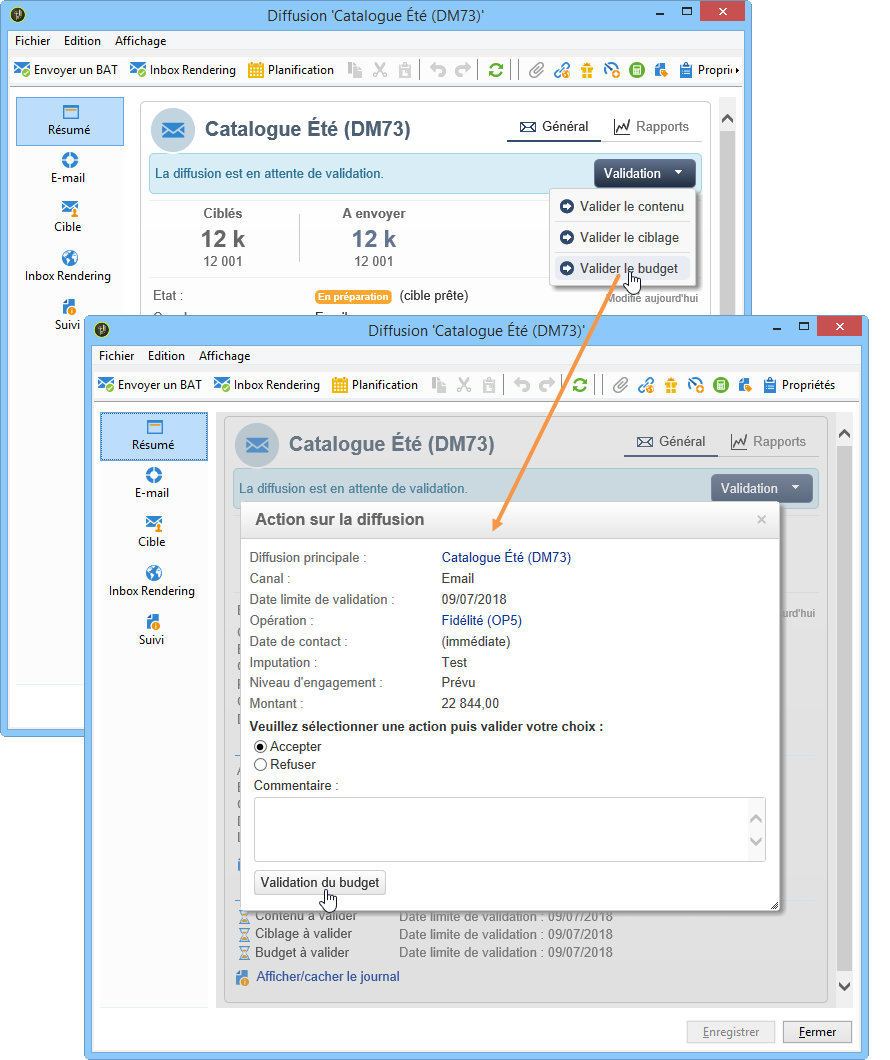 Diffusion 'Catalogue Été (DM73)'
Fichier Edition Affichage
Envoyer un BAT Inbox Rendering Planification Proprié
Résumé
E-mail
Cible
Inbox Rendering
Suivi
Catalogue Été (DM73)
Général Rapports
La diffusion est en attente de validation.
Validation
Valider le contenu
Valider le ciblage
Valider le budget
Ciblés A envoyer
12 k 12 k
12 001 12 001
Etat : En préparation (cible prête)
Modifié aujourd'hui
Diffusion 'Catalogue Été (DM73)'
Fichier Edition Affichage
Envoyer un BAT Inbox Rendering Planification Propriétés
Résumé
E-mail
Cible
Inbox Rendering
Suivi
Catalogue Été (DM73)
Général Rapports
La diffusion est en attente de validation.
Validation
Action sur la diffusion
Diffusion principale : Catalogue Été (DM73)
Canal : Email
Date limite de validation : 09/07/2018
Opération : Fidélité (OP5)
Date de contact : (immédiate)
Imputation : Test
Niveau d'engagement : Prévu
Montant : 22 844,00
Veuillez sélectionner une action puis valider votre choix :
Accepter
Refuser
Commentaire :
Validation du budget
Contenu à valider Date limite de validation : 09/07/2018
Ciblage à valider Date limite de validation : 09/07/2018
Budget à valider Date limite de validation : 09/07/2018
Afficher/cacher le journal
Enregistrer Fermer